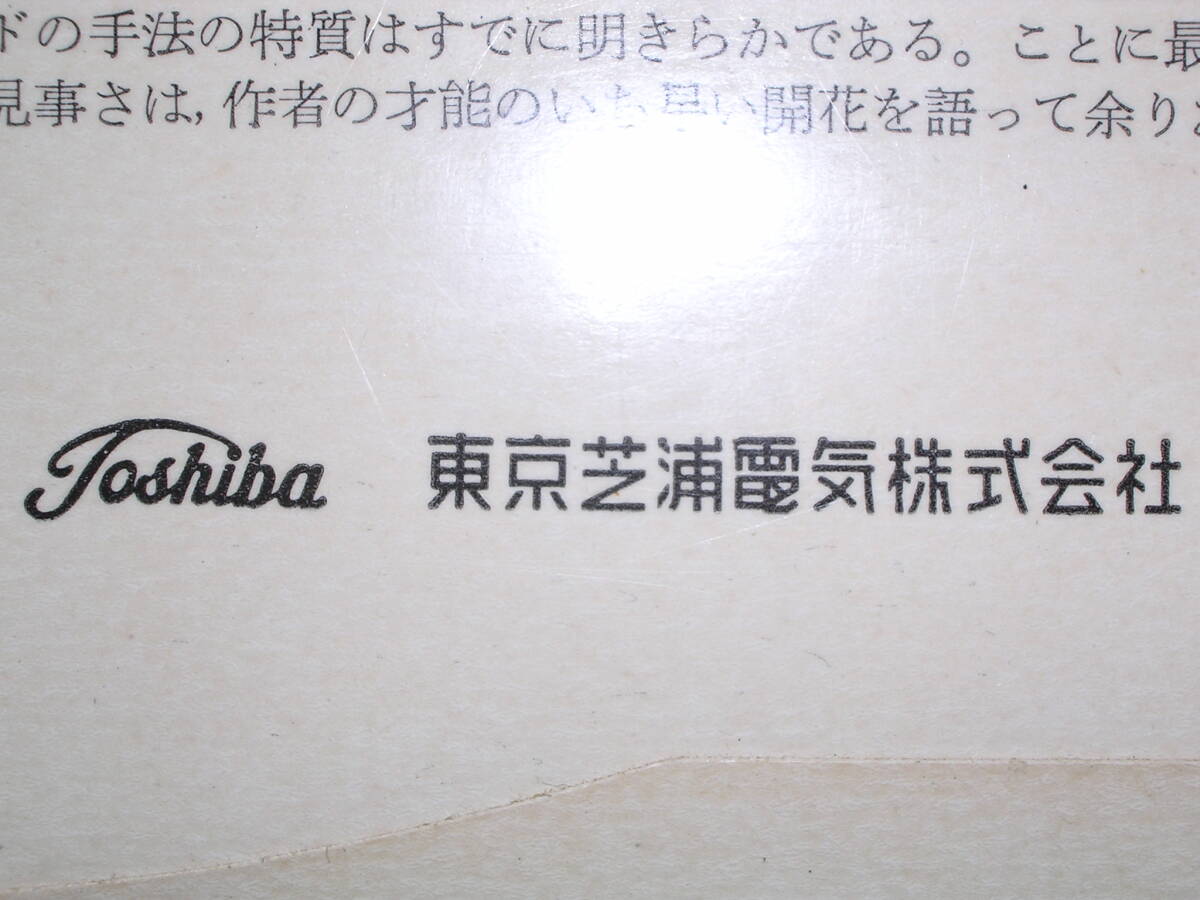 ドの手法の特質はすでに明きらかである。ことに最
見事さは,作者の才能のいち早い開花を語って余り
Toshiba 東京芝浦電気株式会社